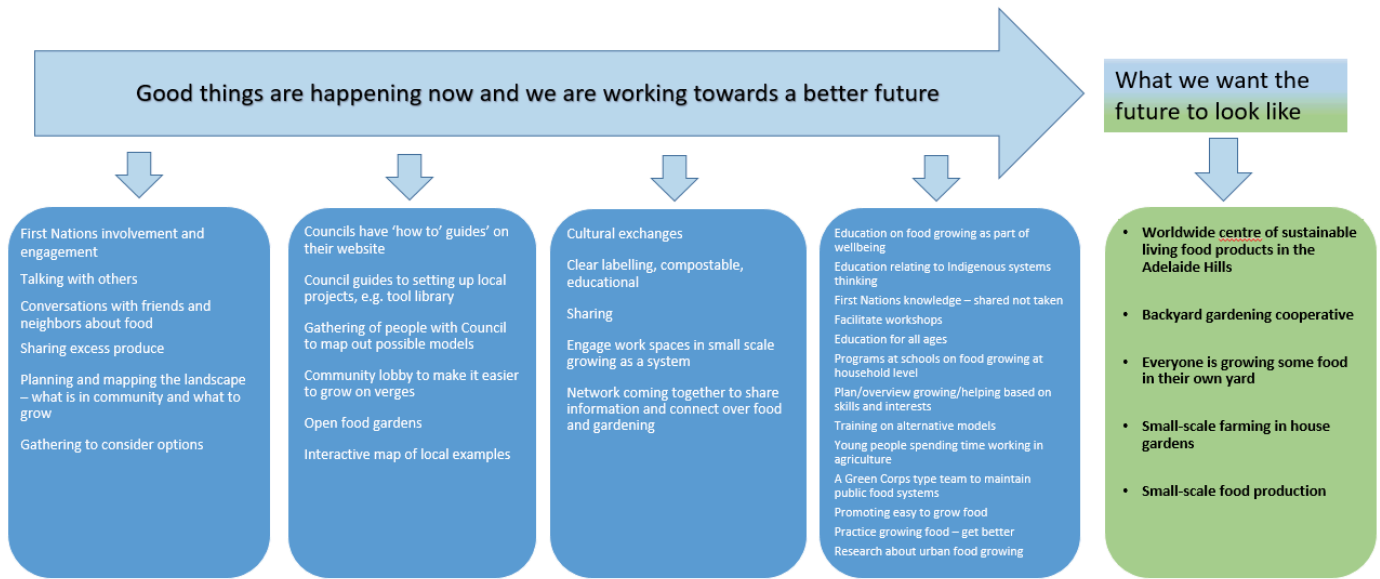 Good things are happening now and we are working towards a better future
What we want the
future to look like
First Nations involvement and
engagement
Talking with others
Conversations with friends and
neighbors about food
Sharing excess produce
Planning and mapping the landscape
– what is in community and what to
grow
Gathering to consider options
Councils have ‘how to’ guides’ on
their website
Council guides to setting up local
projects, e.g. tool library
Gathering of people with Council
to map out possible models
Community lobby to make it easier
to grow on verges
Open food gardens
Interactive map of local examples
Cultural exchanges
Clear labelling, compostable,
educational
Sharing
Engage work spaces in small scale
growing as a system
Network coming together to share
information and connect over food
and gardening
Education on food growing as part of
wellbeing
Education relating to Indigenous systems
thinking
First Nations knowledge – shared not taken
Facilitate workshops
Education for all ages
Programs at schools on food growing at
household level
Plan/overview growing/helping based on
skills and interests
Training on alternative models
Young people spending time working in
agriculture
A Green Corps type team to maintain
public food systems
Promoting easy to grow food
Practice growing food – get better
Research about urban food growing
• Worldwide centre of sustainable
living food products in the
Adelaide Hills
• Backyard gardening cooperative
• Everyone is growing some food
in their own yard
• Small-scale farming in house
gardens
• Small-scale food production